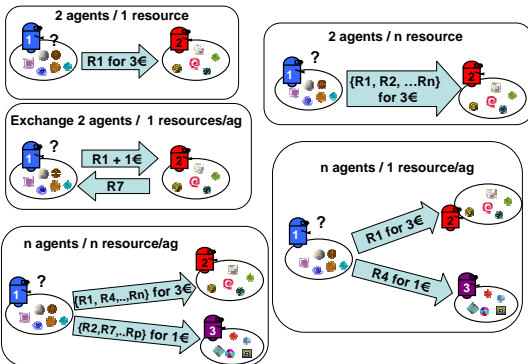 2 agents / 1 resource
?
1
R1 for 3€
2
2 agents / n resource
?
1
{R1, R2, ...Rn}
for 3€
2
Exchange 2 agents / 1 resources/ag
?
1
R1 + 1€
R7
2
n agents / 1 resource/ag
?
1
R1 for 3€
2
R4 for 1€
3
n agents / n resource/ag
?
1
{R1, R4,..,Rn} for 3€
2
{R2,R7,..Rp} for 1€
3